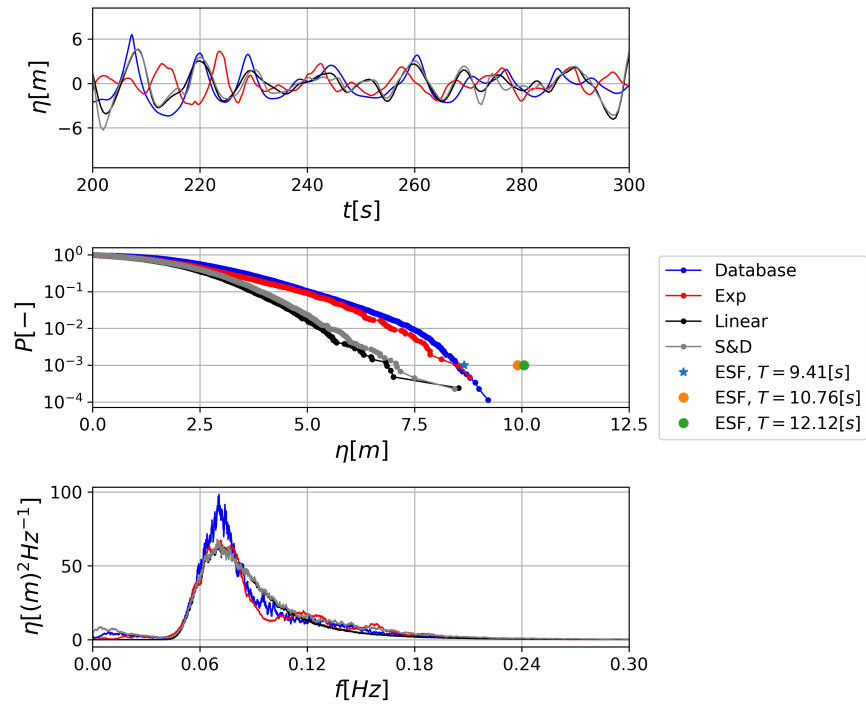 6
0
−6
η[m]
200
220
240
260
280
300
t[s]
10⁰
10⁻¹
10⁻²
10⁻³
10⁻⁴
P[−]
0.0
2.5
5.0
7.5
10.0
12.5
η[m]
Database
Exp
Linear
S&D
ESF, T = 9.41[s]
ESF, T = 10.76[s]
ESF, T = 12.12[s]
100
50
0
η[(m)²Hz⁻¹]
0.00
0.06
0.12
0.18
0.24
0.30
f[Hz]